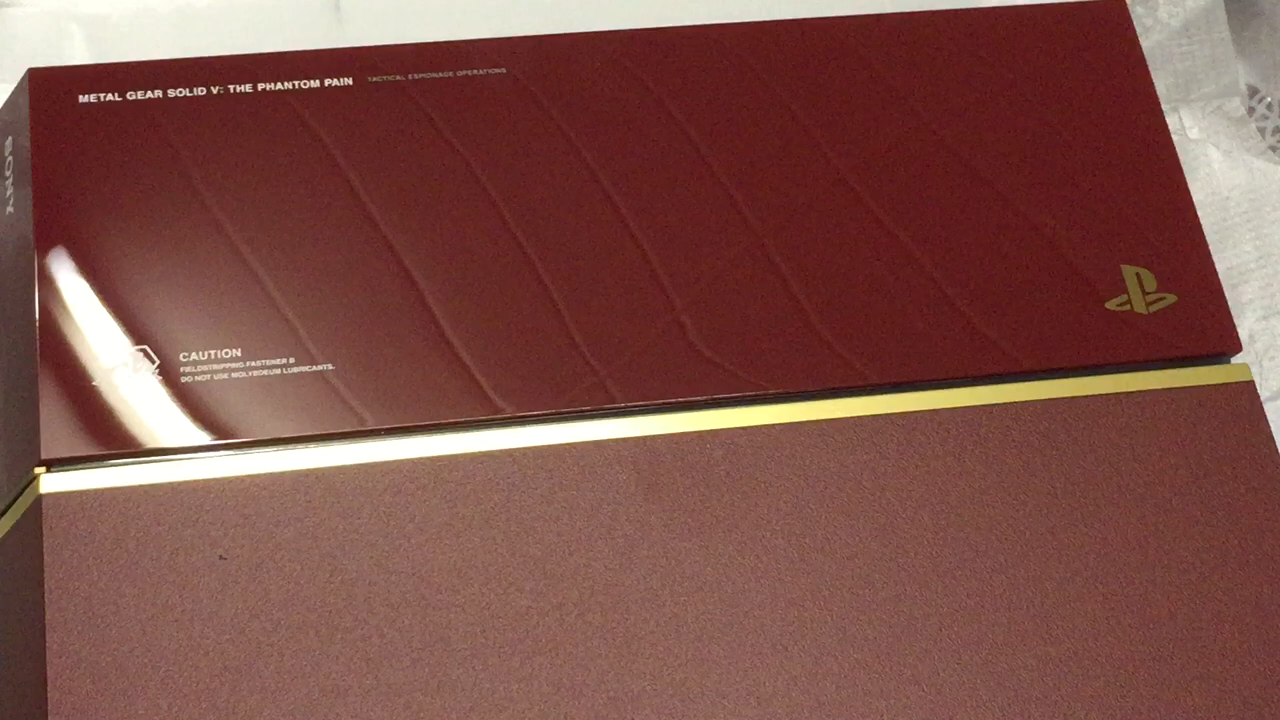 METAL GEAR SOLID V: THE PHANTOM PAIN TACTICAL ESPIONAGE OPERATIONS
SONY
CAUTION
FIELDSTRIPPING FASTENER B
DO NOT USE MOLYBDEUM LUBRICANTS.